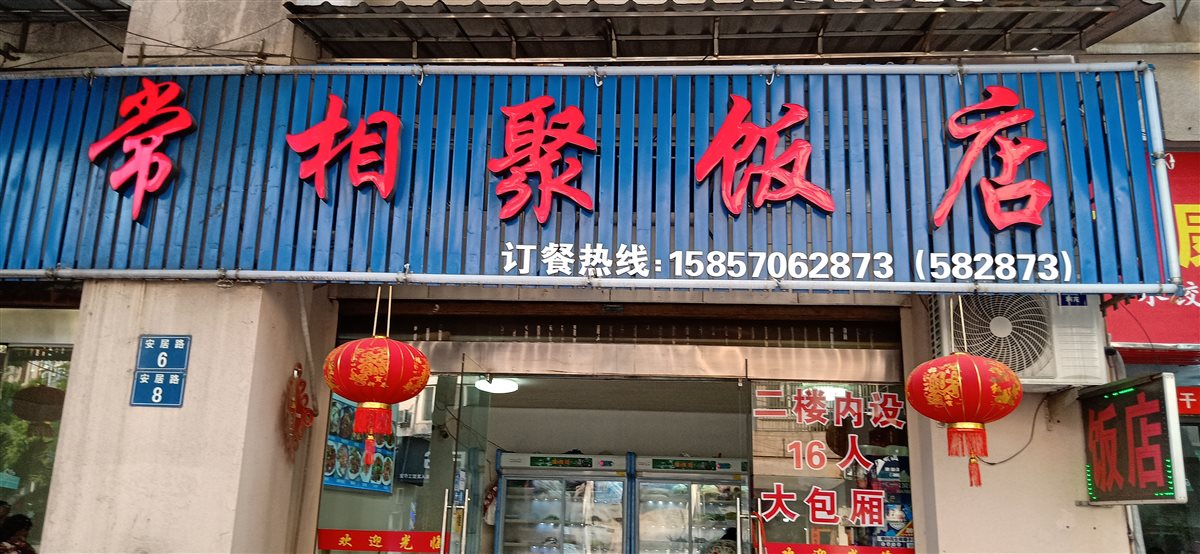 常相聚饭店
订餐热线:15857062873(582873)
安居路
6
安居路
8
二楼内设
16人
大包厢
饭店
欢迎光临